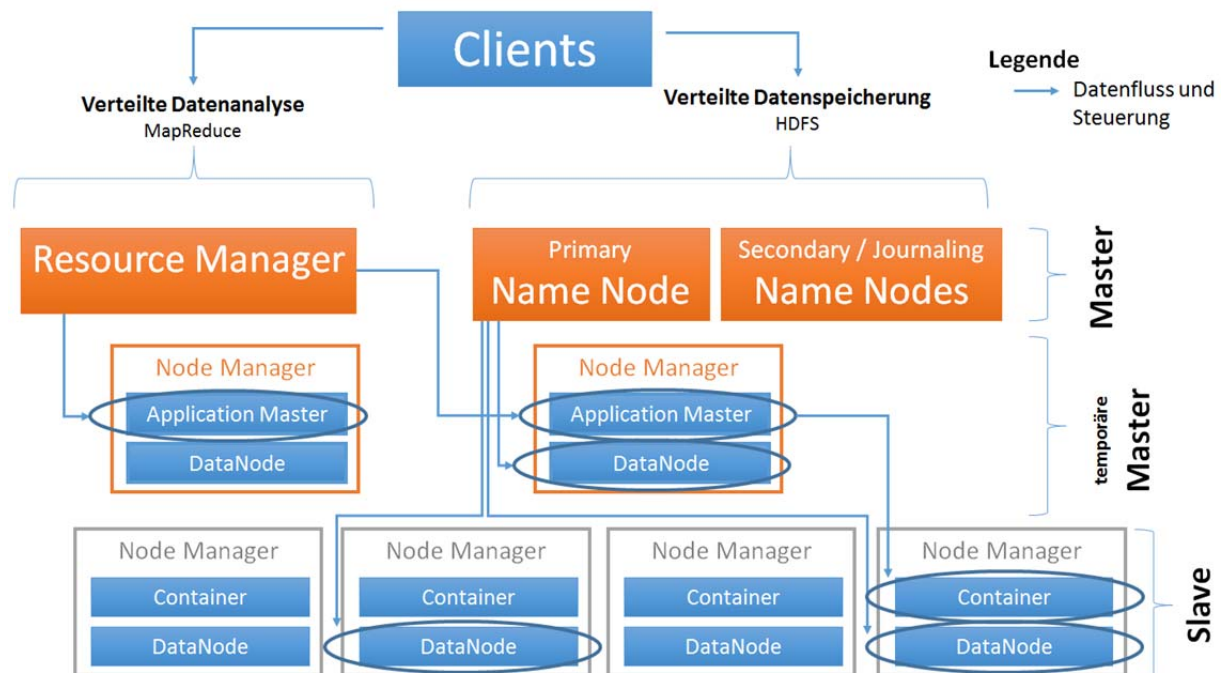 Clients
Legende
Datenfluss und
Steuerung
Verteilte Datenanalyse
MapReduce
Verteilte Datenspeicherung
HDFS
Resource Manager
Primary
Name Node
Secondary / Journaling
Name Nodes
Master
Node Manager
Application Master
DataNode
Node Manager
Application Master
DataNode
temporäre
Master
Node Manager
Container
DataNode
Node Manager
Container
DataNode
Node Manager
Container
DataNode
Node Manager
Container
DataNode
Slave